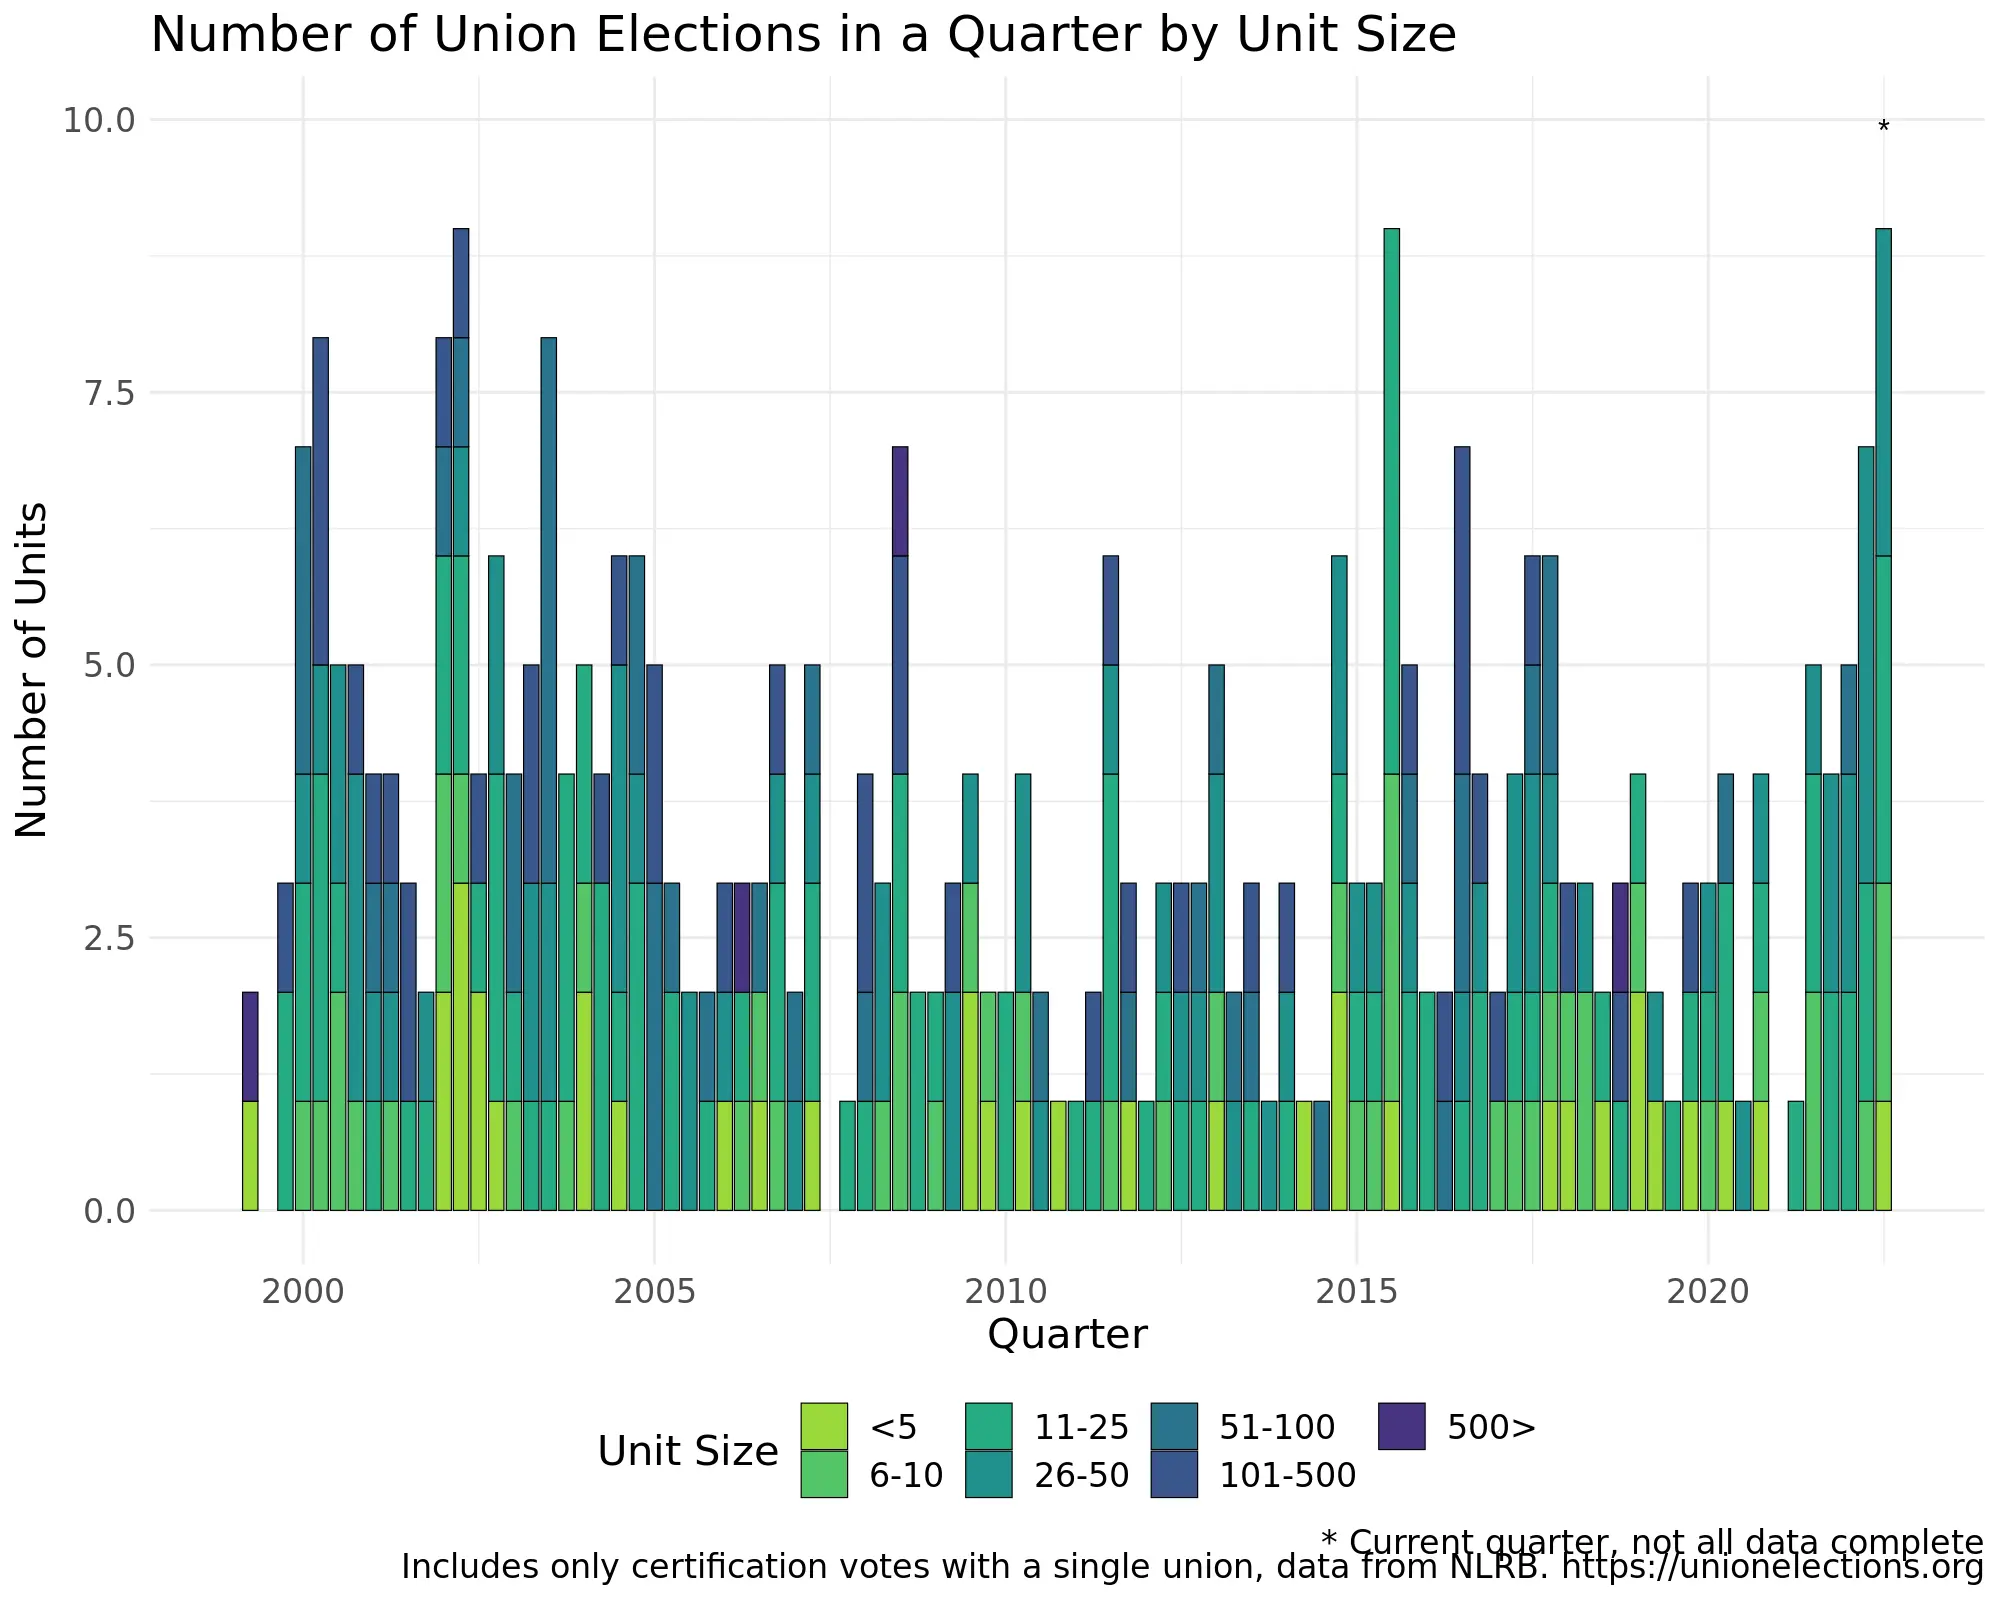 Number of Union Elections in a Quarter by Unit Size
10.0
*
7.5
5.0
2.5
0.0
Number of Units
2000 2005 2010 2015 2020
Quarter
Unit Size
<5 11-25 51-100 500>
6-10 26-50 101-500
* Current quarter, not all data complete
Includes only certification votes with a single union, data from NLRB. https://unionelections.org